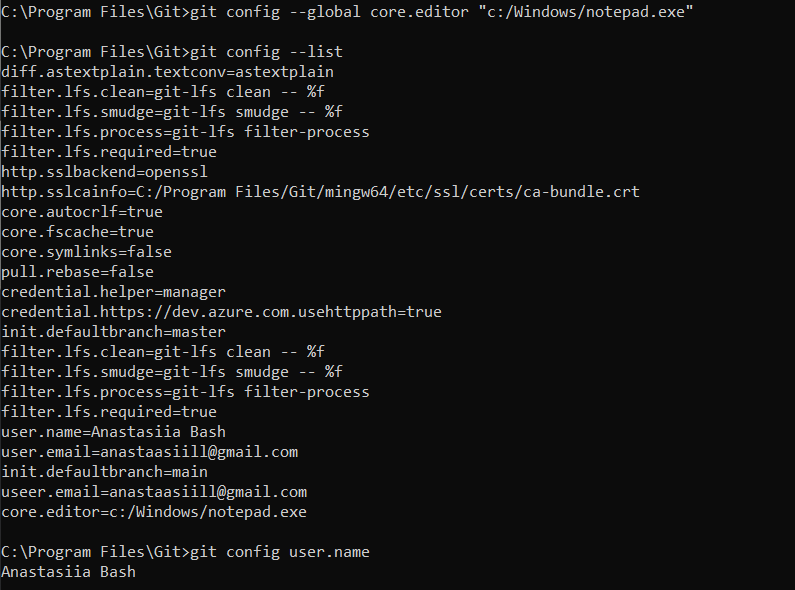 C:\Program Files\Git>git config --global core.editor "c:/Windows/notepad.exe"
C:\Program Files\Git>git config --list
diff.astextplain.textconv=astextplain
filter.lfs.clean=git-lfs clean -- %f
filter.lfs.smudge=git-lfs smudge -- %f
filter.lfs.process=git-lfs filter-process
filter.lfs.required=true
http.sslbackend=openssl
http.sslcainfo=C:/Program Files/Git/mingw64/etc/ssl/certs/ca-bundle.crt
core.autocrlf=true
core.fscache=true
core.symlinks=false
pull.rebase=false
credential.helper=manager
credential.https://dev.azure.com.usehttppath=true
init.defaultbranch=master
filter.lfs.clean=git-lfs clean -- %f
filter.lfs.smudge=git-lfs smudge -- %f
filter.lfs.process=git-lfs filter-process
filter.lfs.required=true
user.name=Anastasiia Bash
user.email=anastaasiill@gmail.com
init.defaultbranch=main
useer.email=anastaasiill@gmail.com
core.editor=c:/Windows/notepad.exe
C:\Program Files\Git>git config user.name
Anastasiia Bash